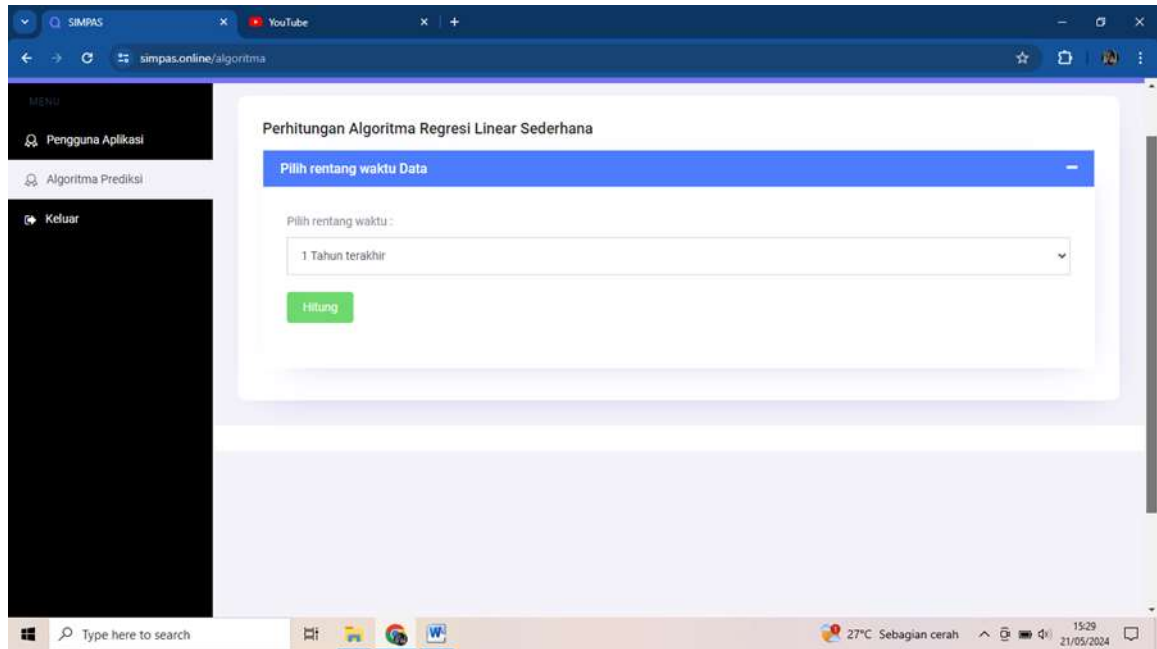 SIMPAS
YouTube
simpas.online/algoritma
MENU
Pengguna Aplikasi
Algoritma Prediksi
Keluar
Perhitungan Algoritma Regresi Linear Sederhana
Pilih rentang waktu Data
Pilih rentang waktu :
1 Tahun terakhir
Hitung
Type here to search
27°C Sebagian cerah
15:29
21/05/2024